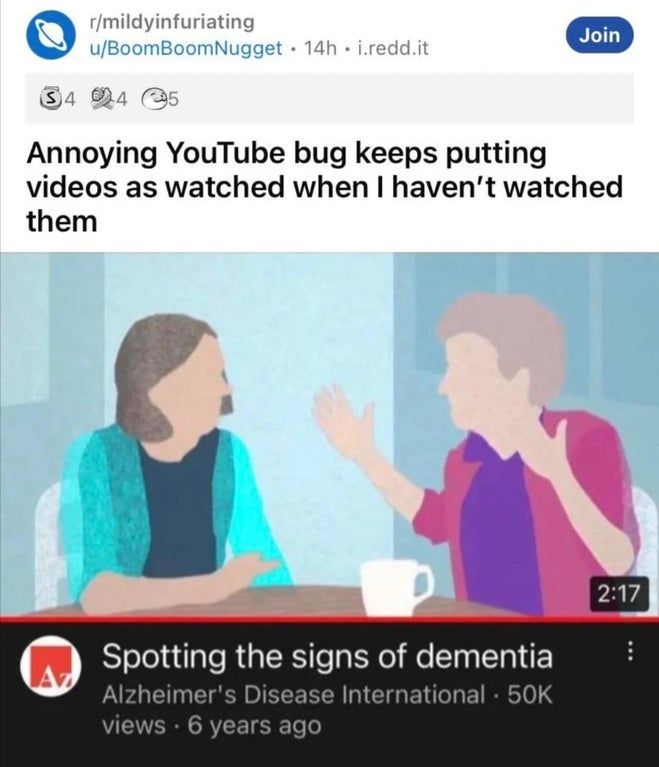 r/mildyinfuriating
u/BoomBoomNugget • 14h • i.redd.it
Join
S 4 4 5
Annoying YouTube bug keeps putting
videos as watched when I haven't watched
them
2:17
Az
Spotting the signs of dementia
Alzheimer's Disease International · 50K
views · 6 years ago